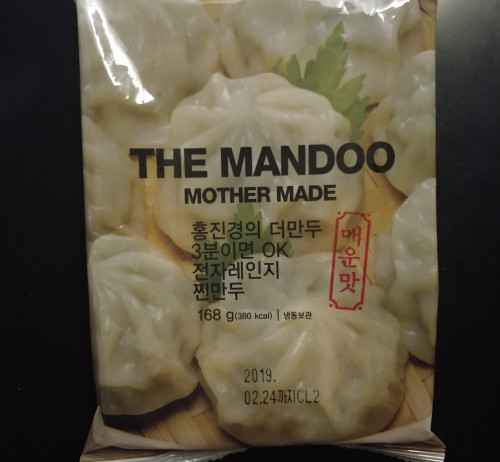 THE MANDOO
MOTHER MADE
홍진경의 더만두
3분이면 OK
전자레인지
찐만두
매운맛
168 g(380 kcal) | 냉동보관
2019.
02.24까지CL2